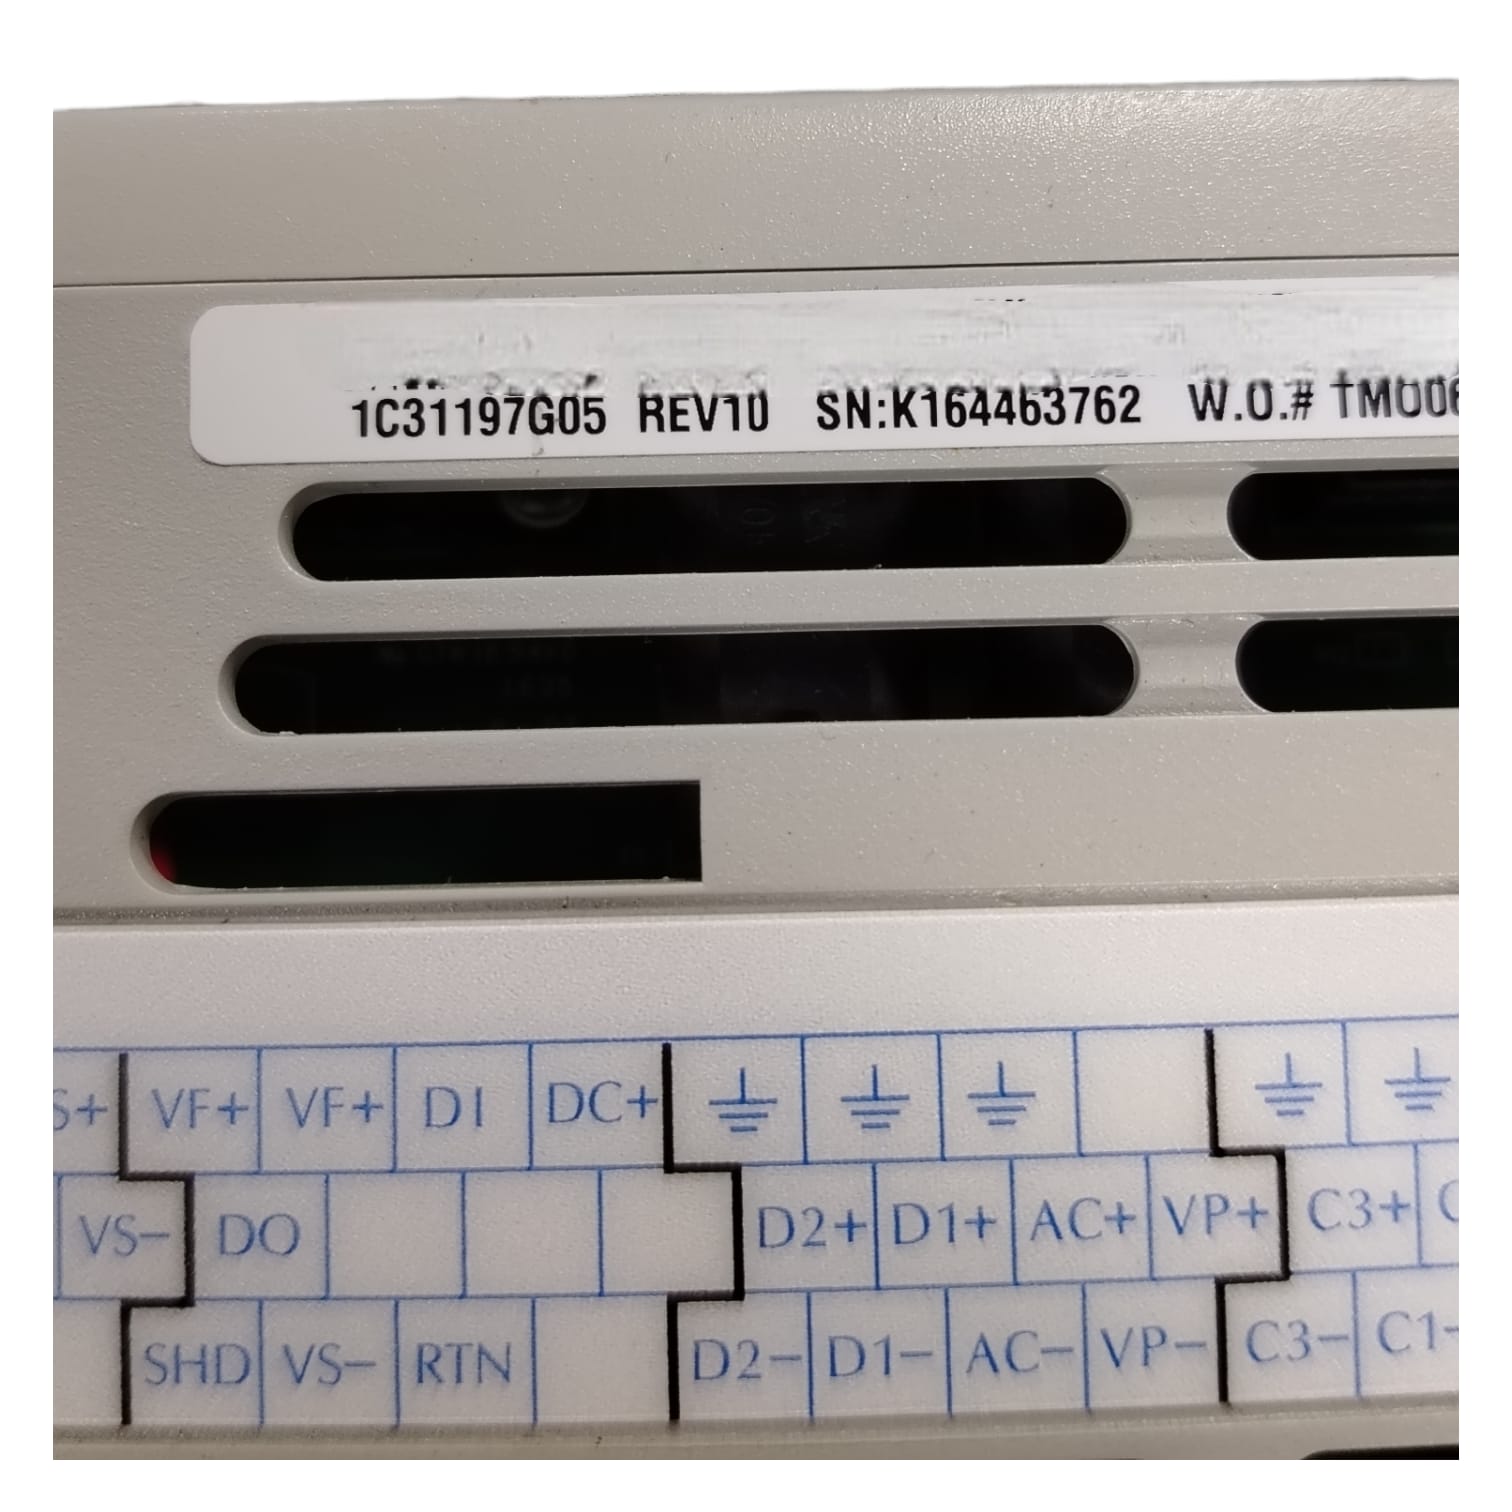 1C31197G05 REV10 SN:K164463762 W.O.# TM006
S+ VF+ VF+ DI DC+
VS- DO D2+ D1+ AC+ VP+ C3+ C
SHD VS- RTN D2- D1- AC- VP- C3- C1-